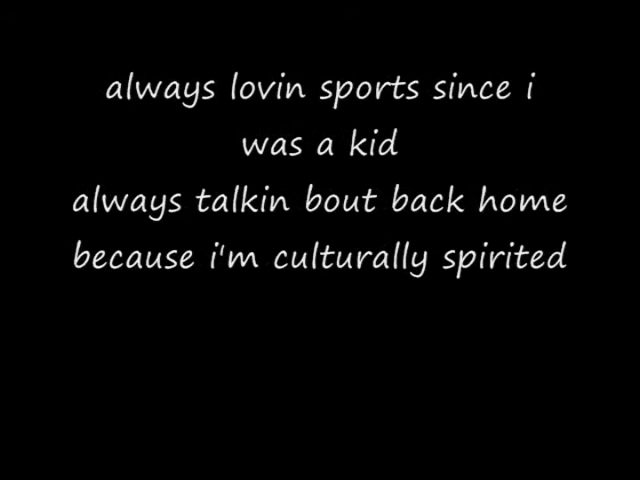 always lovin sports since i
was a kid
always talkin bout back home
because i'm culturally spirited